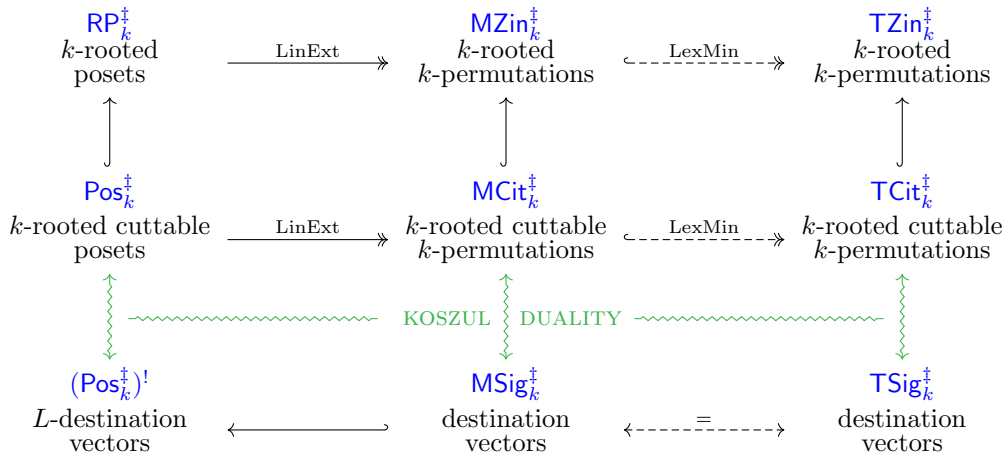 RP‡k MZin‡k TZin‡k
k-rooted posets LinExt k-rooted k-permutations LexMin k-rooted k-permutations
Pos‡k MCit‡k TCit‡k
k-rooted cuttable posets LinExt k-rooted cuttable k-permutations LexMin k-rooted cuttable k-permutations
KOSZUL DUALITY
(Pos‡k)! MSig‡k TSig‡k
L-destination vectors destination vectors = destination vectors